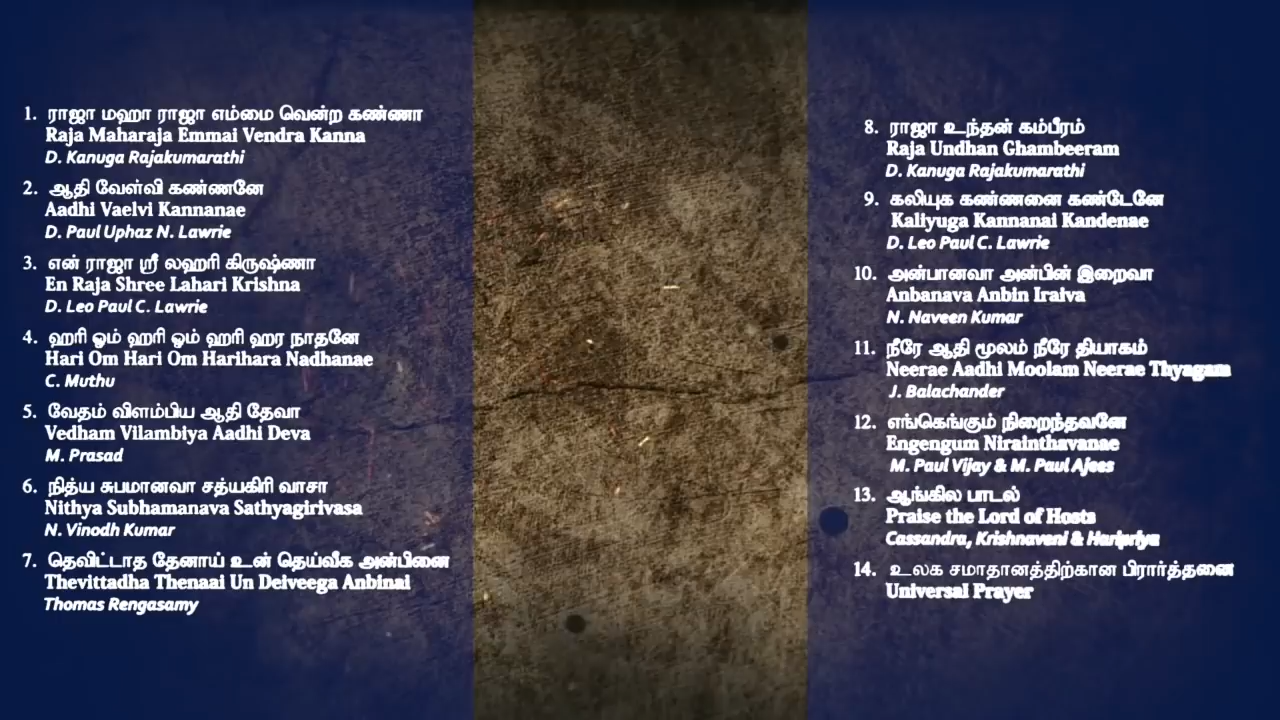 1. ராஜா மஹா ராஜா எம்மை வென்ற கண்ணா
Raja Maharaja Emmai Vendra Kanna
D. Kanuga Rajakumarathi
2. ஆதி வேள்வி கண்ணனே
Aadhi Vaelvi Kannanae
D. Paul Uphaz N. Lawrie
3. என் ராஜா ஸ்ரீ லஹரி கிருஷ்ணா
En Raja Shree Lahari Krishna
D. Leo Paul C. Lawrie
4. ஹரி ஓம் ஹரி ஓம் ஹரி ஹர நாதனே
Hari Om Hari Om Harihara Nadhanae
C. Muthu
5. வேதம் விளம்பிய ஆதி தேவா
Vedham Vilambiya Aadhi Deva
M. Prasad
6. நித்ய சுபமானவா சத்யகிரி வாசா
Nithya Subhamanava Sathyagirivasa
N. Vinodh Kumar
7. தெவிட்டாத தேனாய் உன் தெய்வீக அன்பினை
Thevittadha Thenaai Un Deiveega Anbinai
Thomas Rengasamy
8. ராஜா உந்தன் கம்பீரம்
Raja Undhan Ghambeeram
D. Kanuga Rajakumarathi
9. கலியுக கண்ணனை கண்டேனே
Kaliyuga Kannanai Kandenae
D. Leo Paul C. Lawrie
10. அன்பானவா அன்பின் இறைவா
Anbanava Anbin Iraiva
N. Naveen Kumar
11. நீரே ஆதி மூலம் நீரே தியாகம்
Neerae Aadhi Moolam Neerae Thyagam
J. Balachander
12. எங்கெங்கும் நிறைந்தவனே
Engengum Nirainthavanae
M. Paul Vijay & M. Paul Ajees
13. ஆங்கில பாடல்
Praise the Lord of Hosts
Cassandra, Krishnaveni & Haripriya
14. உலக சமாதானத்திற்கான பிரார்த்தனை
Universal Prayer